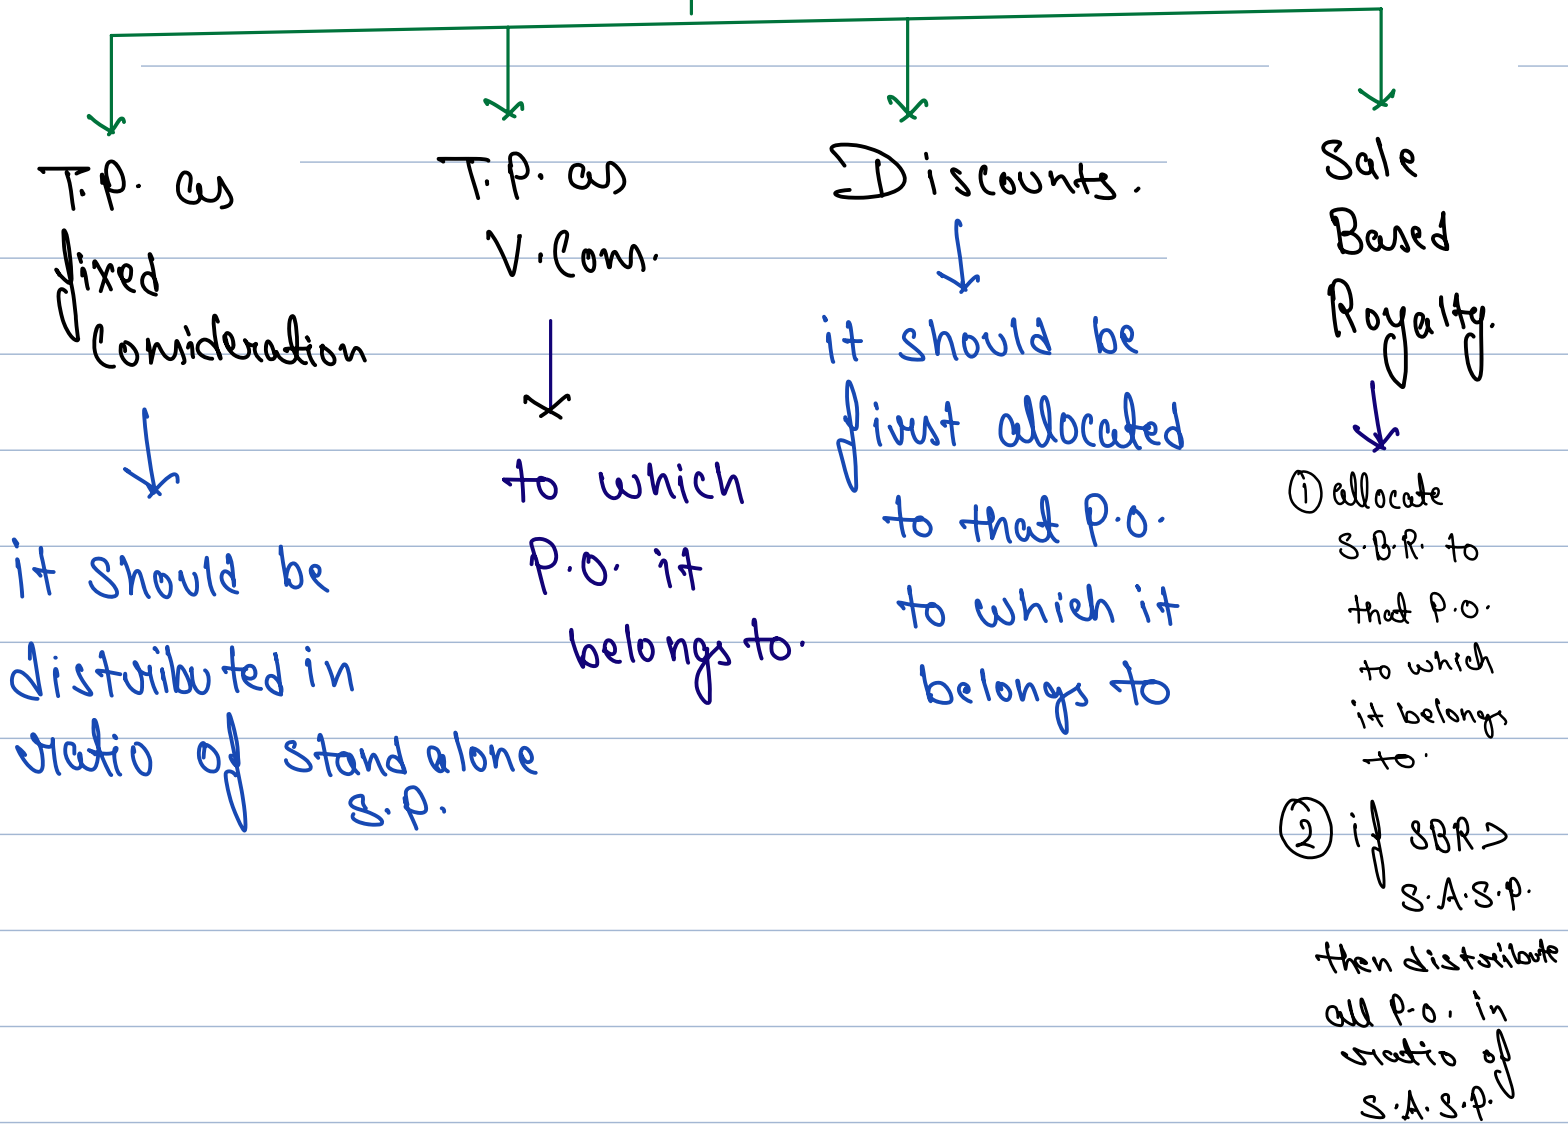 T.P. as
fixed
Consideration
it should be
distributed in
ratio of stand alone
S.P.
T.P. as
V.Con.
to which
P.O. it
belongs to.
Discounts.
it should be
first allocated
to that P.O.
to which it
belongs to
Sale
Based
Royalty.
① allocate
S.B.R. to
that P.O.
to which
it belongs
to.
② if SBR >
S.A.S.P.
then distribute
all P.O. in
ratio of
S.A.S.P.